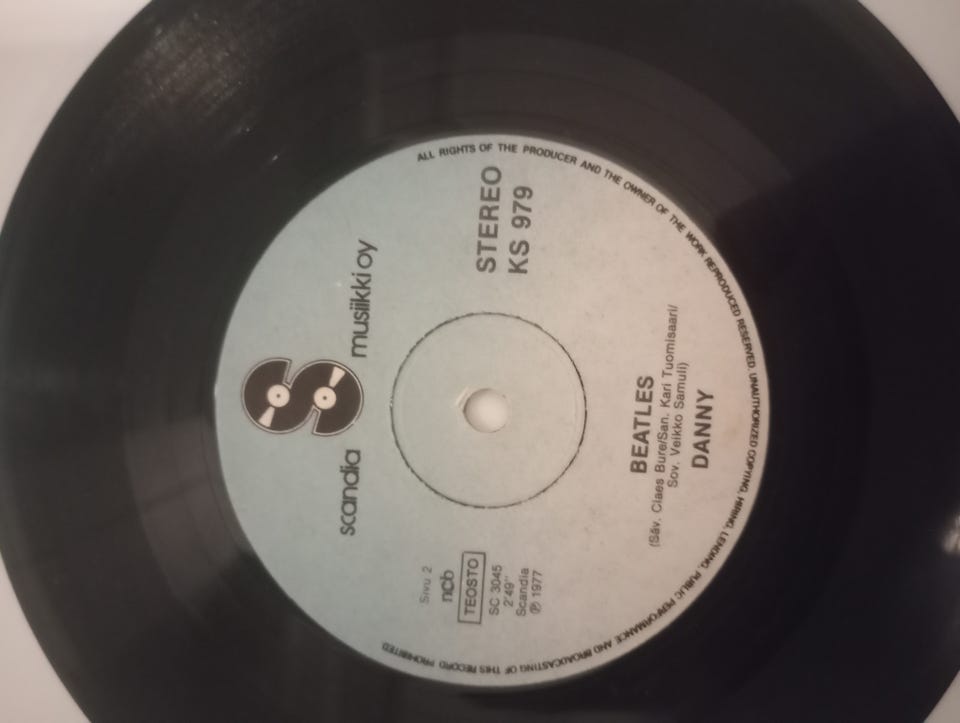 scandia musiikki oy
STEREO
KS 979
Sivu 2
ncb
TEOSTO
SC 3045
2'49"
Scandia
℗ 1977
BEATLES
(Säv. Claes Bure/San. Kari Tuomisaari/
Sov. Veikko Samuli)
DANNY
ALL RIGHTS OF THE PRODUCER AND THE OWNER OF THE WORK REPRODUCED RESERVED. UNAUTHORIZED COPYING, HIRING, LENDING, PUBLIC PERFORMANCE AND BROADCASTING OF THIS RECORD PROHIBITED